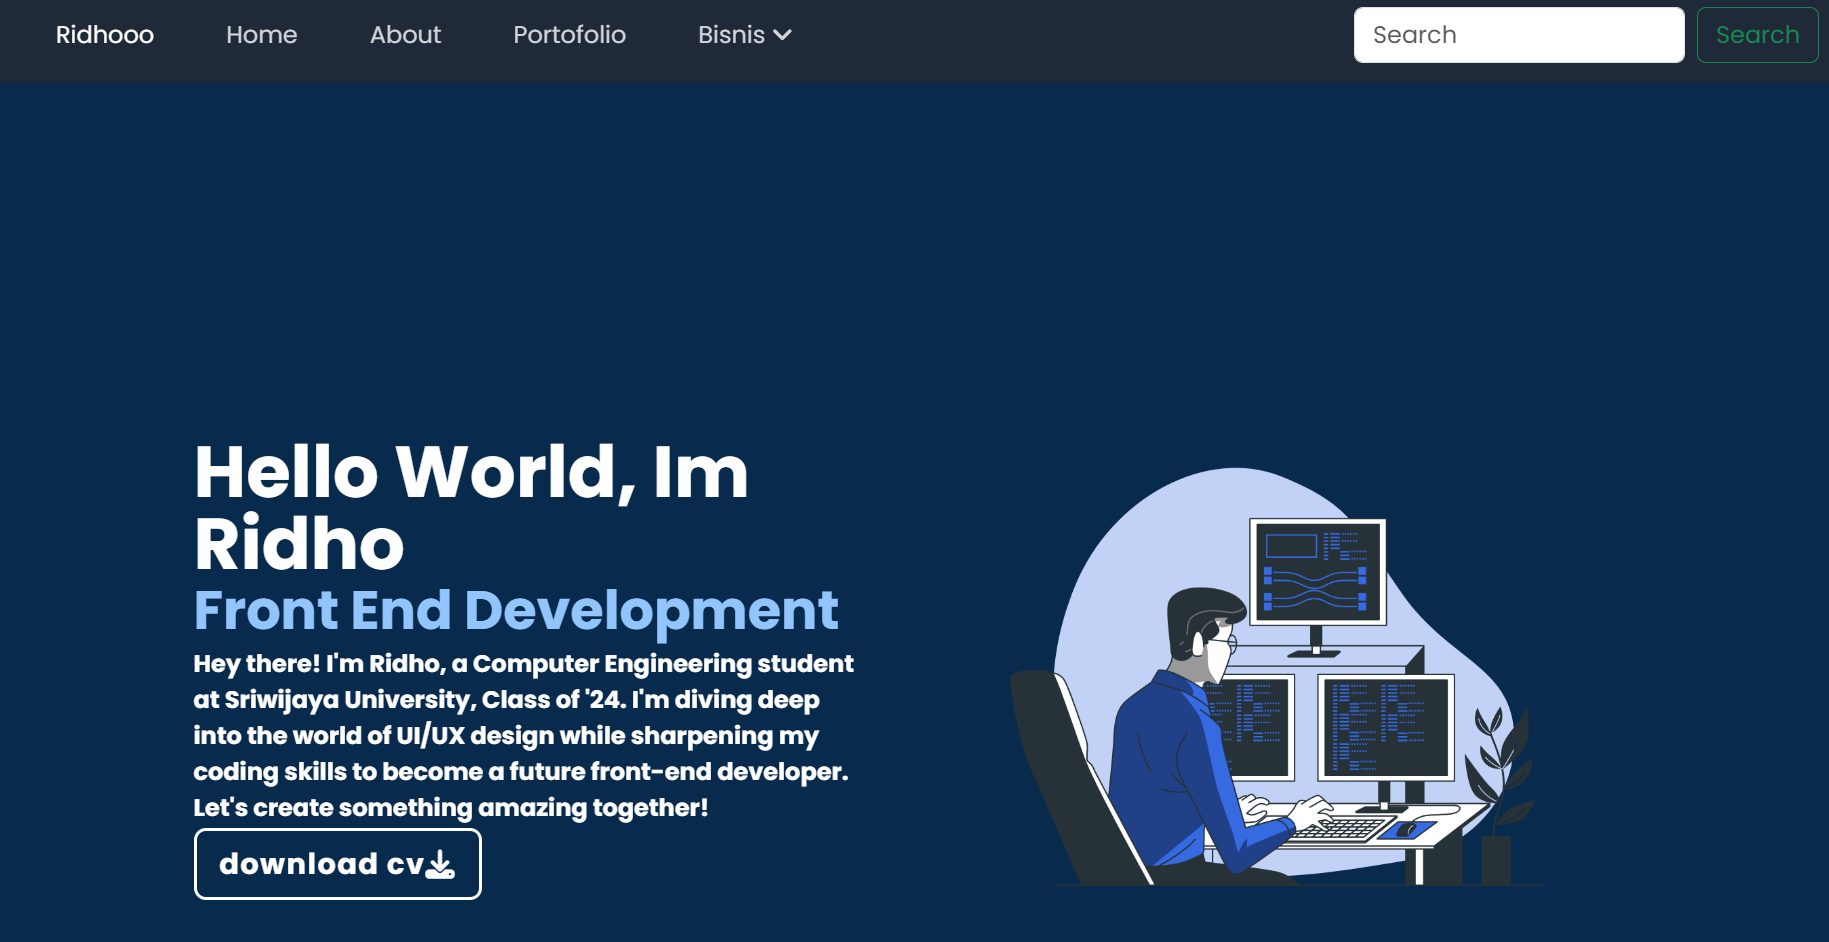 Ridhooo Home About Portofolio Bisnis Search Search
Hello World, Im
Ridho
Front End Development
Hey there! I'm Ridho, a Computer Engineering student
at Sriwijaya University, Class of '24. I'm diving deep
into the world of UI/UX design while sharpening my
coding skills to become a future front-end developer.
Let's create something amazing together!
download cv